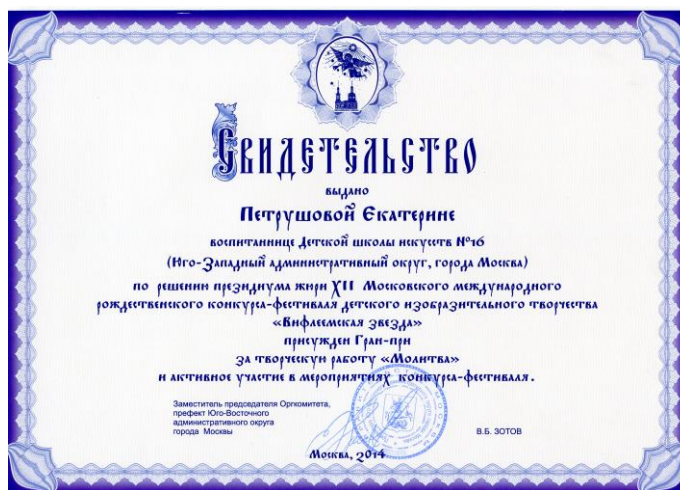 Свидетельство
выдано
Петрушовой Екатерине
воспитаннице Детской школы искусств №16
(Юго-Западный административный округ, города Москва)
по решении президиума жюри XII Московского международного
рождественского конкурса-фестиваля детского изобразительного творчества
«Вифлеемская звезда»
присужден Гран-при
за творческую работу «Молитва»
и активное участие в мероприятиях конкурса-фестиваля.
Заместитель председателя Оргкомитета,
префект Юго-Восточного
административного округа
города Москвы
В.Б. ЗОТОВ
Москва, 2014